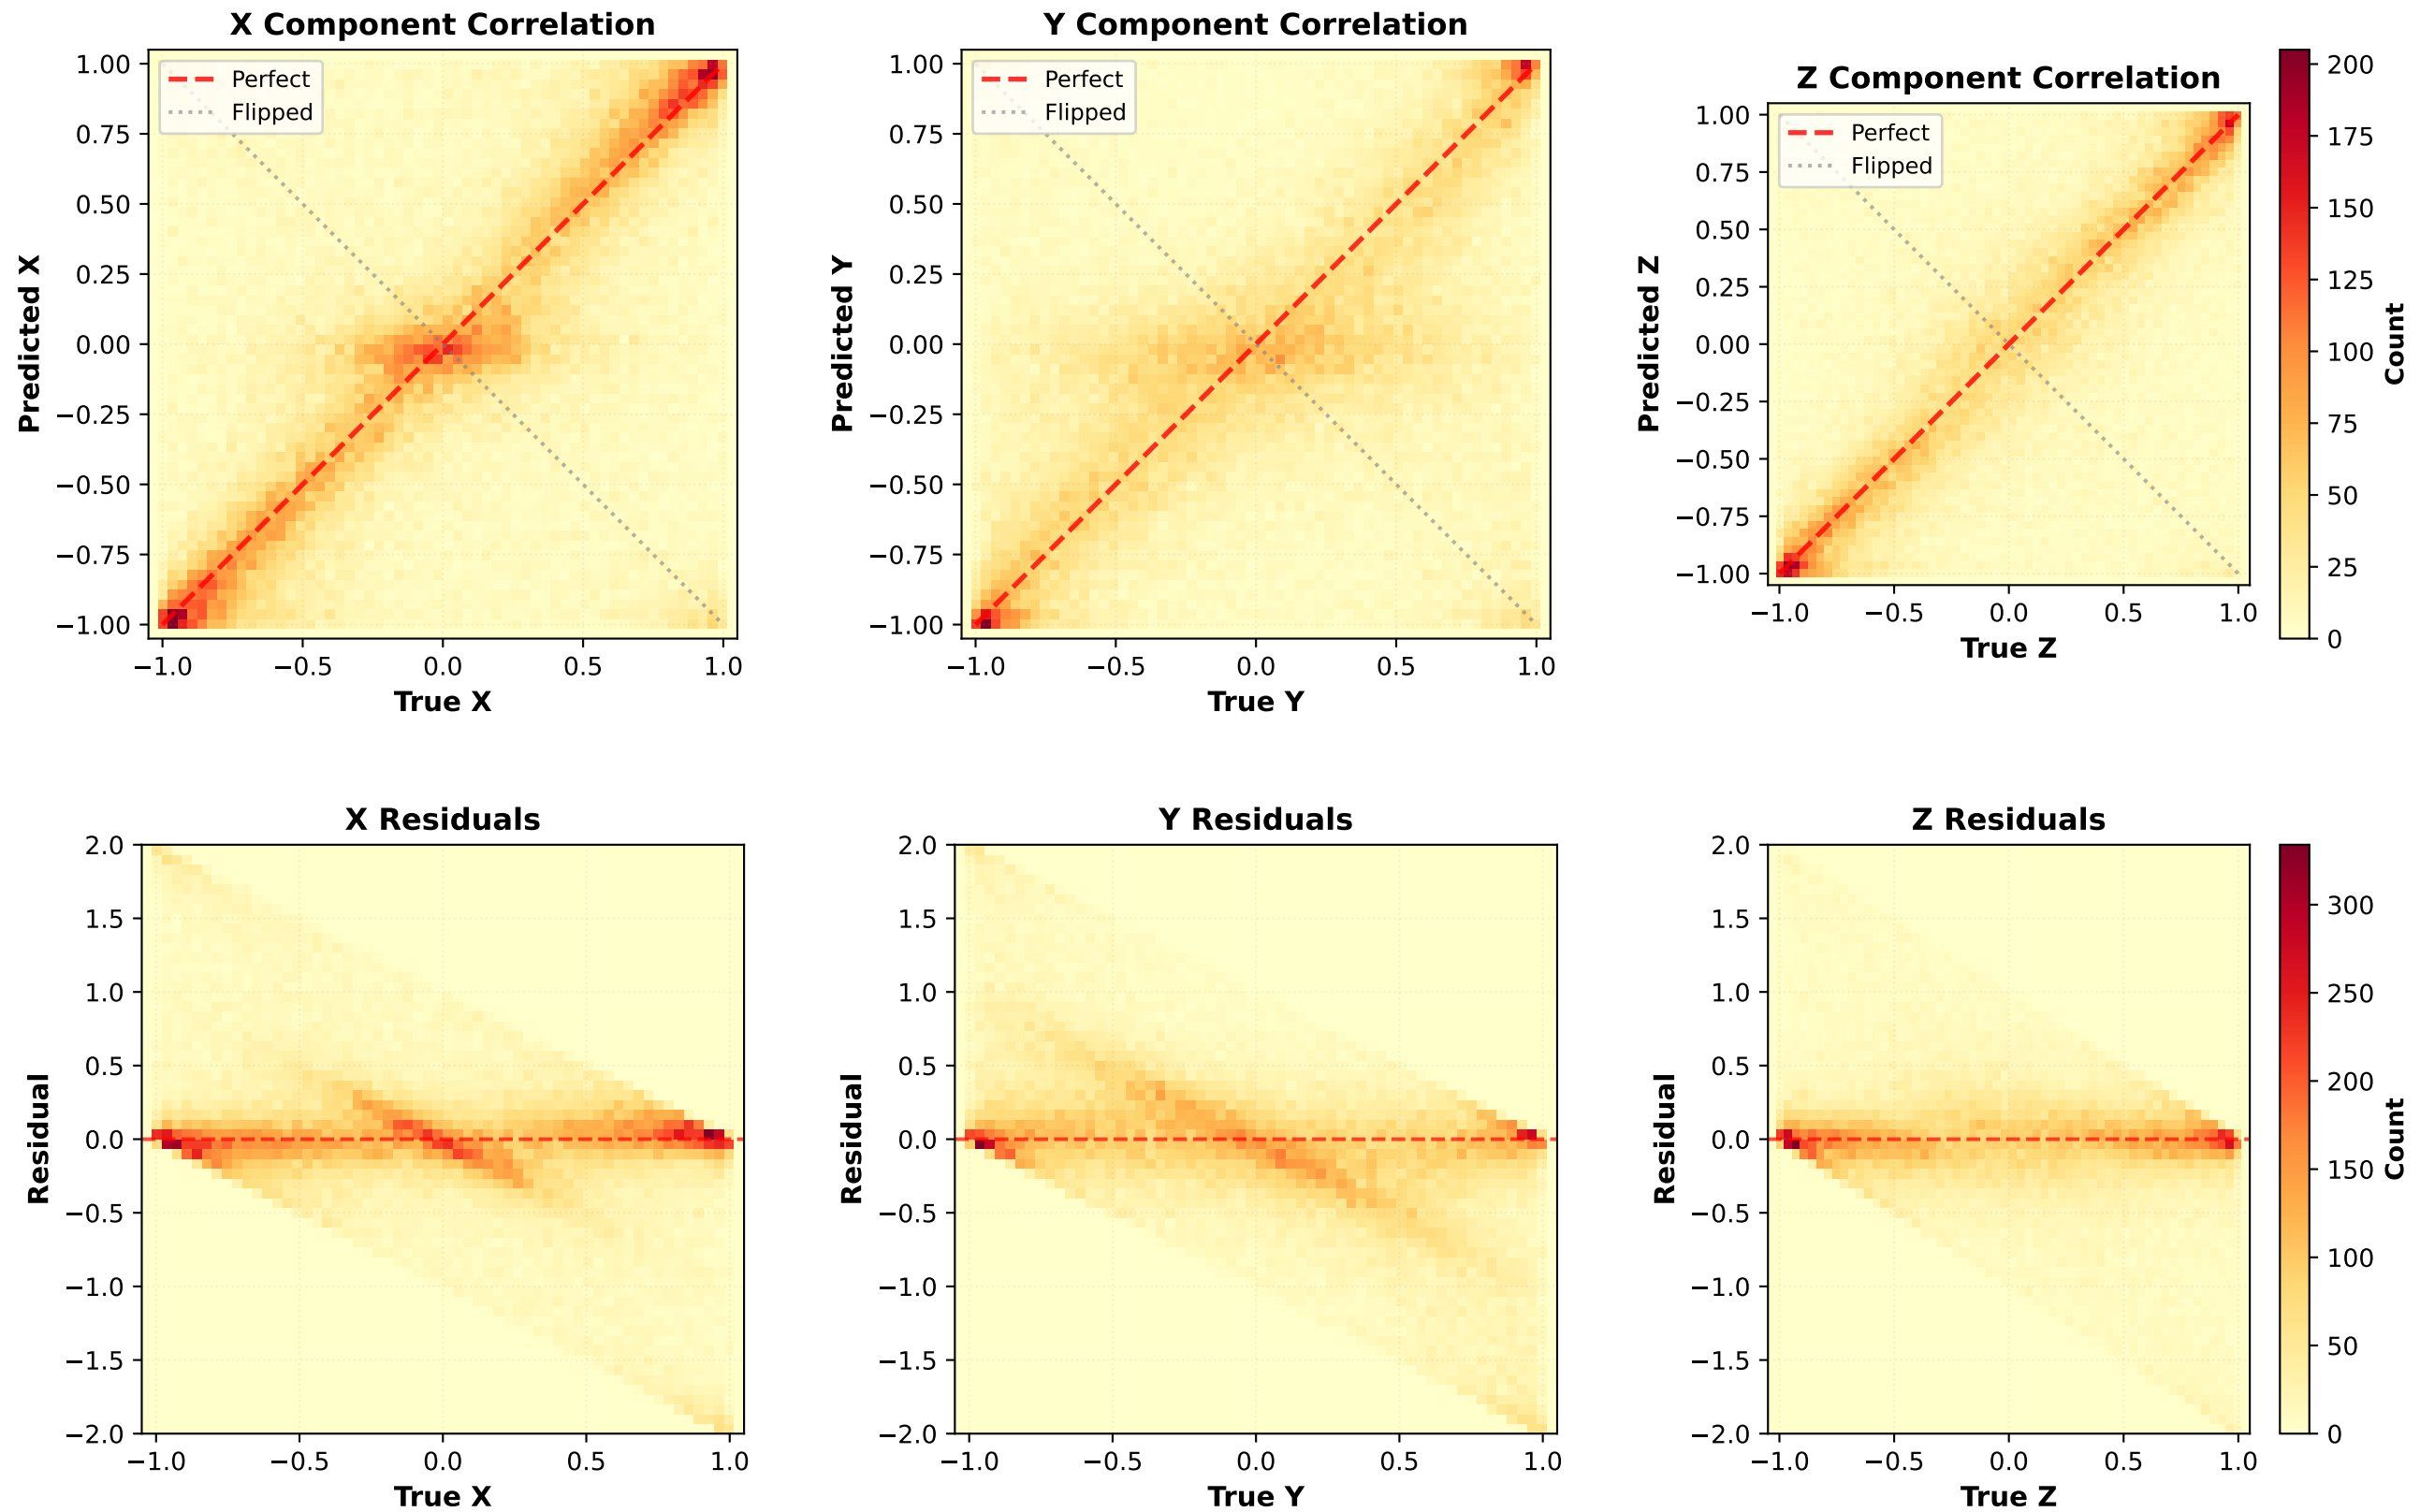 X Component Correlation
Perfect
Flipped
1.00
0.75
0.50
0.25
0.00
−0.25
−0.50
−0.75
−1.00
Predicted X
−1.0 −0.5 0.0 0.5 1.0
True X
Y Component Correlation
Perfect
Flipped
1.00
0.75
0.50
0.25
0.00
−0.25
−0.50
−0.75
−1.00
Predicted Y
−1.0 −0.5 0.0 0.5 1.0
True Y
Z Component Correlation
Perfect
Flipped
1.00
0.75
0.50
0.25
0.00
−0.25
−0.50
−0.75
−1.00
Predicted Z
−1.0 −0.5 0.0 0.5 1.0
True Z
200
175
150
125
100
75
50
25
0
Count
X Residuals
2.0
1.5
1.0
0.5
0.0
−0.5
−1.0
−1.5
−2.0
Residual
−1.0 −0.5 0.0 0.5 1.0
True X
Y Residuals
2.0
1.5
1.0
0.5
0.0
−0.5
−1.0
−1.5
−2.0
Residual
−1.0 −0.5 0.0 0.5 1.0
True Y
Z Residuals
2.0
1.5
1.0
0.5
0.0
−0.5
−1.0
−1.5
−2.0
Residual
−1.0 −0.5 0.0 0.5 1.0
True Z
300
250
200
150
100
50
0
Count